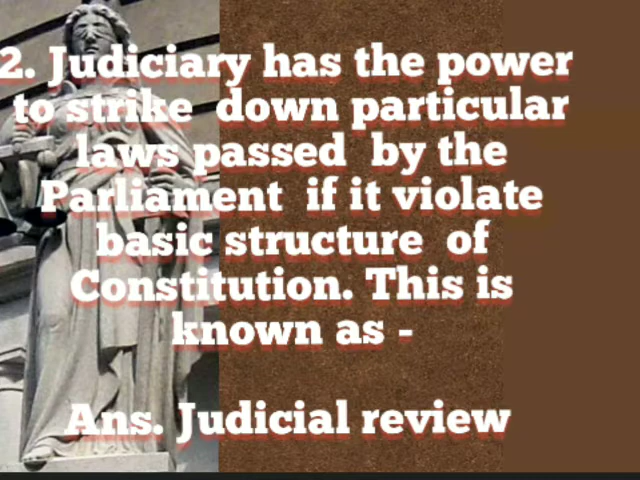 2. Judiciary has the power
to strike down particular
laws passed by the
Parliament if it violate
basic structure of
Constitution. This is
known as -
Ans. Judicial review